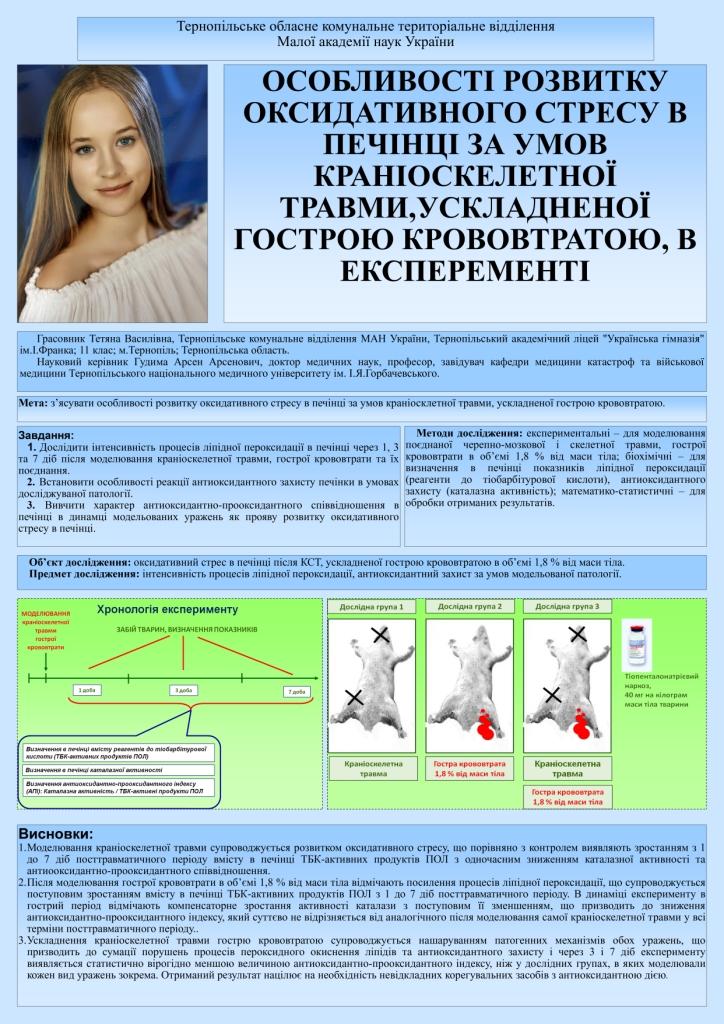 Тернопільське обласне комунальне територіальне відділення
Малої академії наук України
ОСОБЛИВОСТІ РОЗВИТКУ
ОКСИДАТИВНОГО СТРЕСУ В
ПЕЧІНЦІ ЗА УМОВ
КРАНІОСКЕЛЕТНОЇ
ТРАВМИ,УСКЛАДНЕНОЇ
ГОСТРОЮ КРОВОВТРАТОЮ, В
ЕКСПЕРЕМЕНТІ
Грасовник Тетяна Василівна, Тернопільське комунальне відділення МАН України, Тернопільський академічний ліцей "Українська гімназія"
ім.І.Франка; 11 клас; м.Тернопіль; Тернопільська область.
Науковий керівник Гудима Арсен Арсенович, доктор медичних наук, професор, завідувач кафедри медицини катастроф та військової
медицини Тернопільського національного медичного університету ім. І.Я.Горбачевського.
Мета: з’ясувати особливості розвитку оксидативного стресу в печінці за умов краніоскелетної травми, ускладненої гострою крововтратою.
Завдання:
1. Дослідити інтенсивність процесів ліпідної пероксидації в печінці через 1, 3
та 7 діб після моделювання краніоскелетної травми, гострої крововтрати та їх
поєднання.
2. Встановити особливості реакції антиоксидантного захисту печінки в умовах
досліджуваної патології.
3. Вивчити характер антиоксидантно-прооксидантного співвідношення в
печінці в динамці модельованих уражень як прояву розвитку оксидативного
стресу в печінці.
Методи дослідження: експериментальні – для моделювання
поєднаної черепно-мозкової і скелетної травми, гострої
крововтрати в об’ємі 1,8 % від маси тіла; біохімічні – для
визначення в печінці показників ліпідної пероксидації
(реагенти до тіобарбітурової кислоти), антиоксидантного
захисту (каталазна активність); математико-статистичні – для
обробки отриманих результатів.
Об’єкт дослідження: оксидативний стрес в печінці після КСТ, ускладненої гострою крововтратою в об’ємі 1,8 % від маси тіла.
Предмет дослідження: інтенсивність процесів ліпідної пероксидації, антиоксидантний захист за умов модельованої патології.
Хронологія експерименту
МОДЕЛЮВАННЯ
краніоскелетної
травми
гострої
крововтрати
ЗАБІЙ ТВАРИН, ВИЗНАЧЕННЯ ПОКАЗНИКІВ
1 доба
3 доба
7 доба
Визначення в печінці вмісту реагентів до тіобарбітурової
кислоти (ТБК-активних продуктів ПОЛ)
Визначення в печінці каталазної активності
Визначення антиоксидантно-прооксидантного індексу
(АПІ): Каталазна активність / ТБК-активні продукти ПОЛ
Дослідна група 1
Дослідна група 2
Дослідна група 3
Тіопенталонатрієвий
наркоз,
40 мг на кілограм
маси тіла тварини
Краніоскелетна
травма
Гостра крововтрата
1,8 % від маси тіла
Краніоскелетна
травма
Гостра крововтрата
1,8 % від маси тіла
Висновки:
1.Моделювання краніоскелетної травми супроводжується розвитком оксидативного стресу, що порівняно з контролем виявляють зростанням з 1
до 7 діб посттравматичного періоду вмісту в печінці ТБК-активних продуктів ПОЛ з одночасним зниженням каталазної активності та
антиооксидантно-прооксидантного співвідношення.
2.Після моделювання гострої крововтрати в об’ємі 1,8 % від маси тіла відмічають посилення процесів ліпідної пероксидації, що супроводжується
поступовим зростанням вмісту в печінці ТБК-активних продуктів ПОЛ з 1 до 7 діб посттравматичного періоду. В динаміці експерименту в
гострий період відмічають компенсаторне зростання активності каталази з поступовим її зменшенням, що призводить до зниження
антиоксидантно-прооксидантного індексу, який суттєво не відрізняється від аналогічного після моделювання самої краніоскелетної травми у всі
терміни посттравматичного періоду..
3.Ускладнення краніоскелетної травми гострю крововтратою супроводжується нашаруванням патогенних механізмів обох уражень, що
призводить до сумації порушень процесів пероксидного окиснення ліпідів та антиоксидантного захисту і через 3 і 7 діб експерименту
виявляється статистично вірогідно меншою величиною антиоксидантно-прооксидантного індексу, ніж у дослідних групах, в яких моделювали
кожен вид уражень зокрема. Отриманий результат націлює на необхідність невідкладних корегувальних засобів з антиоксидантною дією.